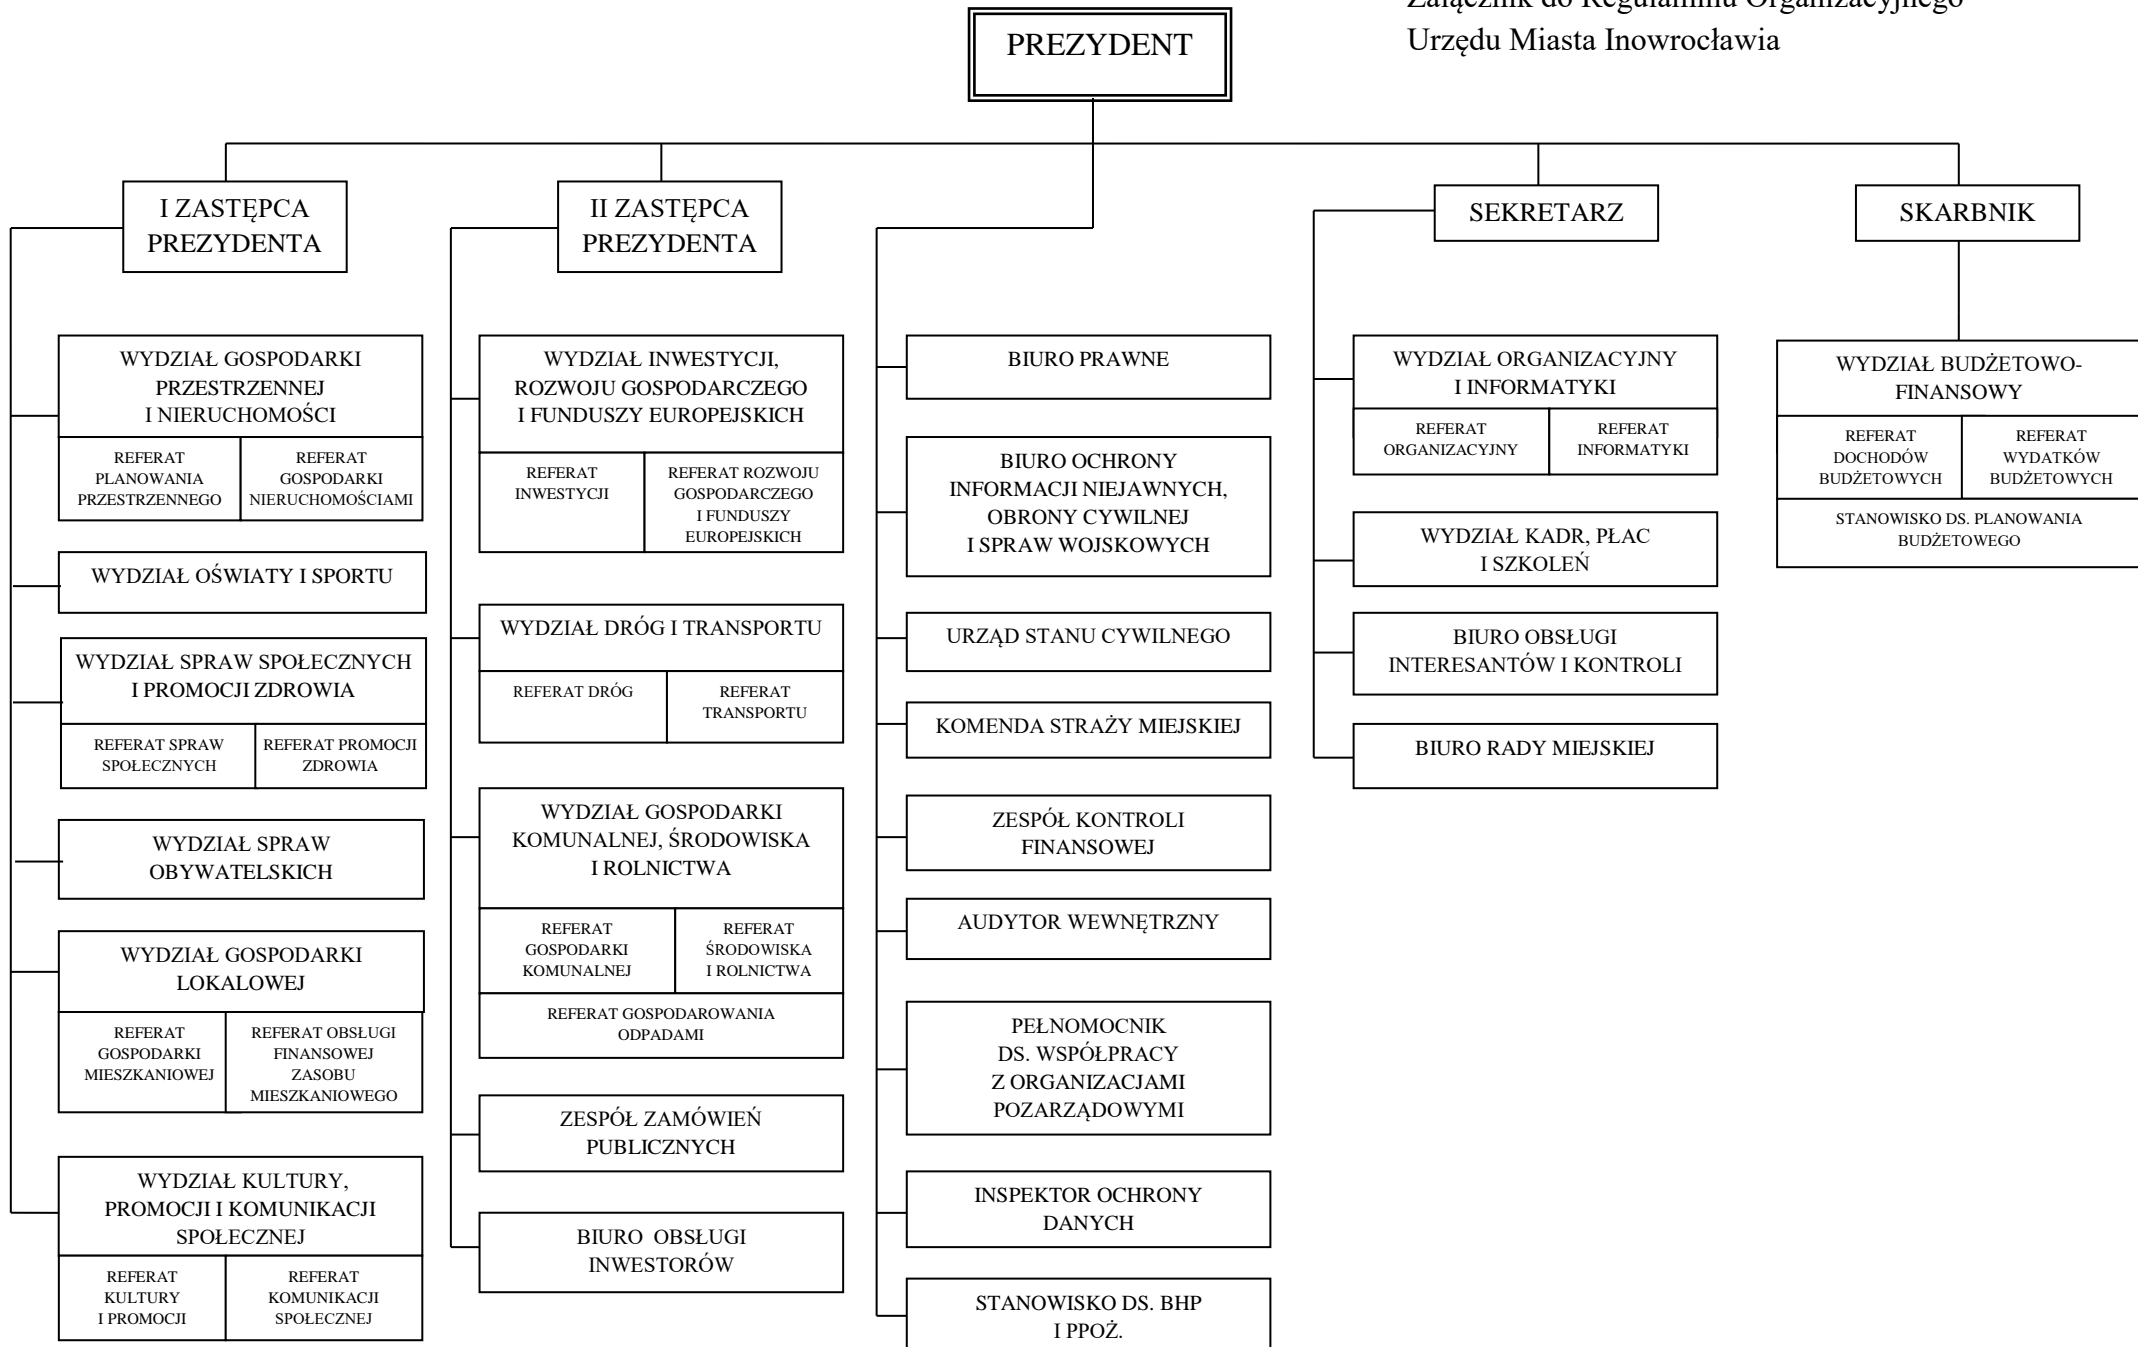 Załącznik do Regulaminu Organizacyjnego
Urzędu Miasta Inowrocławia
PREZYDENT
I ZASTĘPCA
PREZYDENTA
II ZASTĘPCA
PREZYDENTA
SEKRETARZ
SKARBNIK
WYDZIAŁ GOSPODARKI
PRZESTRZENNEJ
I NIERUCHOMOŚCI
REFERAT
PLANOWANIA
PRZESTRZENNEGO
REFERAT
GOSPODARKI
NIERUCHOMOŚCIAMI
WYDZIAŁ OŚWIATY I SPORTU
WYDZIAŁ SPRAW SPOŁECZNYCH
I PROMOCJI ZDROWIA
REFERAT SPRAW
SPOŁECZNYCH
REFERAT PROMOCJI
ZDROWIA
WYDZIAŁ SPRAW
OBYWATELSKICH
WYDZIAŁ GOSPODARKI
LOKALOWEJ
REFERAT
GOSPODARKI
MIESZKANIOWEJ
REFERAT OBSŁUGI
FINANSOWEJ
ZASOBU
MIESZKANIOWEGO
WYDZIAŁ KULTURY,
PROMOCJI I KOMUNIKACJI
SPOŁECZNEJ
REFERAT
KULTURY
I PROMOCJI
REFERAT
KOMUNIKACJI
SPOŁECZNEJ
WYDZIAŁ INWESTYCJI,
ROZWOJU GOSPODARCZEGO
I FUNDUSZY EUROPEJSKICH
REFERAT
INWESTYCJI
REFERAT ROZWOJU
GOSPODARCZEGO
I FUNDUSZY
EUROPEJSKICH
WYDZIAŁ DRÓG I TRANSPORTU
REFERAT DRÓG
REFERAT
TRANSPORTU
WYDZIAŁ GOSPODARKI
KOMUNALNEJ, ŚRODOWISKA
I ROLNICTWA
REFERAT
GOSPODARKI
KOMUNALNEJ
REFERAT
ŚRODOWISKA
I ROLNICTWA
REFERAT GOSPODAROWANIA
ODPADAMI
ZESPÓŁ ZAMÓWIEŃ
PUBLICZNYCH
BIURO OBSŁUGI
INWESTORÓW
BIURO PRAWNE
BIURO OCHRONY
INFORMACJI NIEJAWNYCH,
OBRONY CYWILNEJ
I SPRAW WOJSKOWYCH
URZĄD STANU CYWILNEGO
KOMENDA STRAŻY MIEJSKIEJ
ZESPÓŁ KONTROLI
FINANSOWEJ
AUDYTOR WEWNĘTRZNY
PEŁNOMOCNIK
DS. WSPÓŁPRACY
Z ORGANIZACJAMI
POZARZĄDOWYMI
INSPEKTOR OCHRONY
DANYCH
STANOWISKO DS. BHP
I PPOŻ.
WYDZIAŁ ORGANIZACYJNY
I INFORMATYKI
REFERAT
ORGANIZACYJNY
REFERAT
INFORMATYKI
WYDZIAŁ KADR, PŁAC
I SZKOLEŃ
BIURO OBSŁUGI
INTERESANTÓW I KONTROLI
BIURO RADY MIEJSKIEJ
WYDZIAŁ BUDŻETOWO-
FINANSOWY
REFERAT
DOCHODÓW
BUDŻETOWYCH
REFERAT
WYDATKÓW
BUDŻETOWYCH
STANOWISKO DS. PLANOWANIA
BUDŻETOWEGO